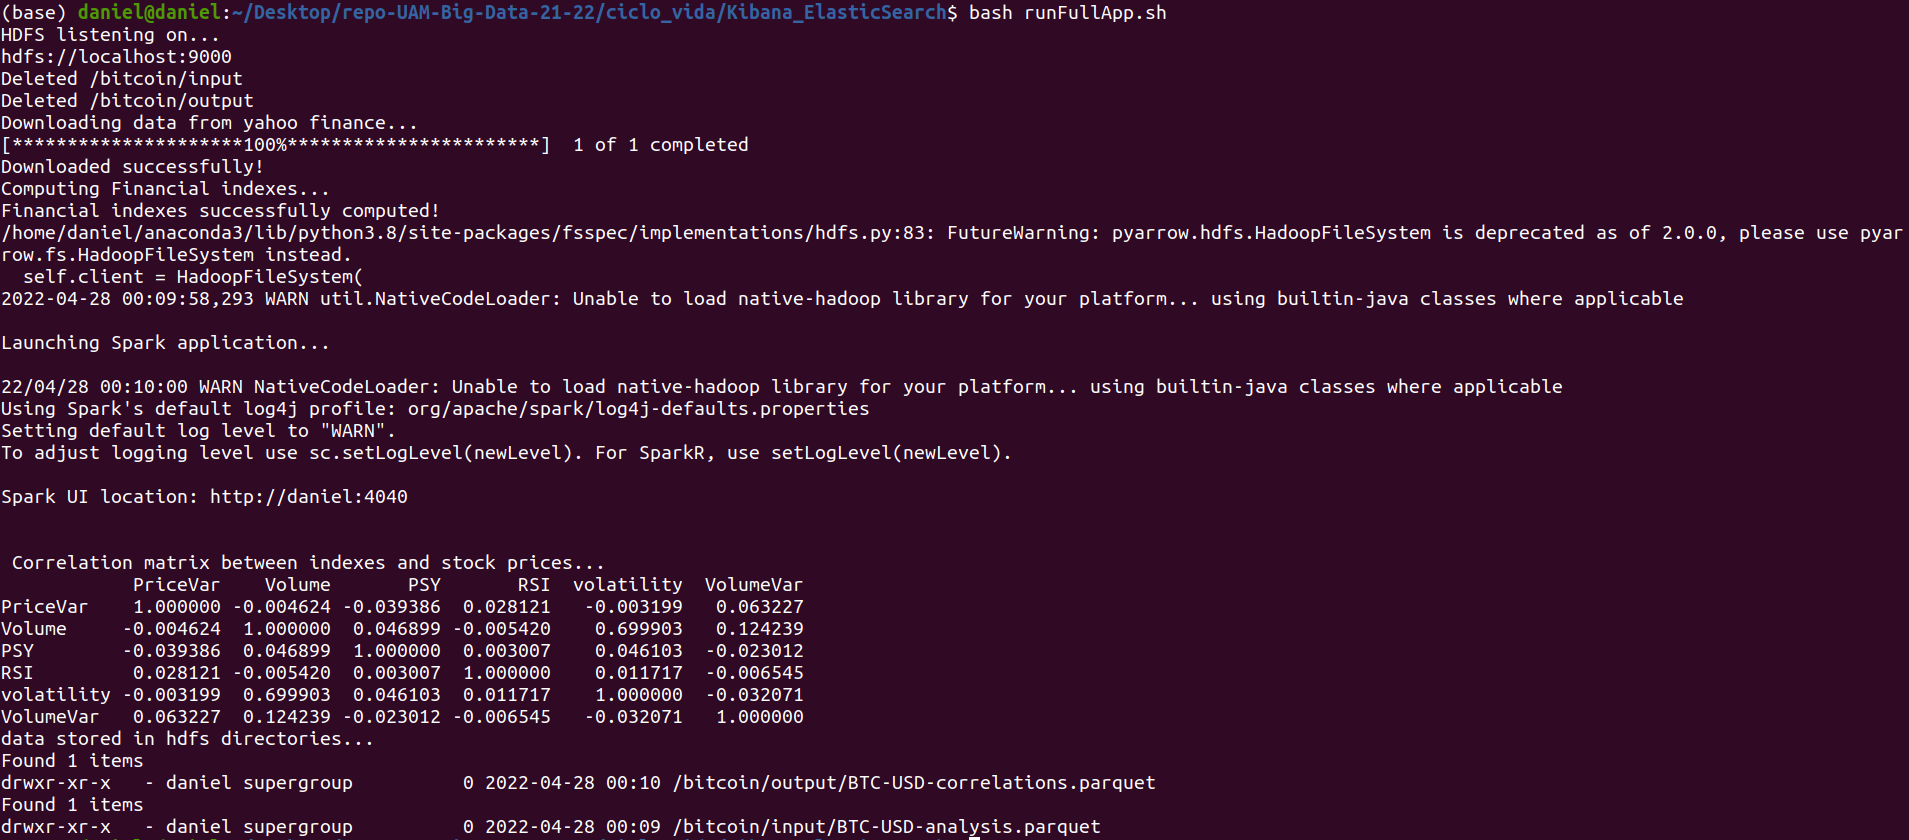 (base) daniel@daniel:~/Desktop/repo-UAM-Big-Data-21-22/ciclo_vida/Kibana_ElasticSearch$ bash runFullApp.sh
HDFS listening on...
hdfs://localhost:9000
Deleted /bitcoin/input
Deleted /bitcoin/output
Downloading data from yahoo finance...
[*********************100%***********************]  1 of 1 completed
Downloaded successfully!
Computing Financial indexes...
Financial indexes successfully computed!
/home/daniel/anaconda3/lib/python3.8/site-packages/fsspec/implementations/hdfs.py:83: FutureWarning: pyarrow.hdfs.HadoopFileSystem is deprecated as of 2.0.0, please use pyar
row.fs.HadoopFileSystem instead.
  self.client = HadoopFileSystem(
2022-04-28 00:09:58,293 WARN util.NativeCodeLoader: Unable to load native-hadoop library for your platform... using builtin-java classes where applicable
Launching Spark application...
22/04/28 00:10:00 WARN NativeCodeLoader: Unable to load native-hadoop library for your platform... using builtin-java classes where applicable
Using Spark's default log4j profile: org/apache/spark/log4j-defaults.properties
Setting default log level to "WARN".
To adjust logging level use sc.setLogLevel(newLevel). For SparkR, use setLogLevel(newLevel).
Spark UI location: http://daniel:4040
 Correlation matrix between indexes and stock prices...
            PriceVar    Volume       PSY       RSI  volatility  VolumeVar
PriceVar    1.000000 -0.004624 -0.039386  0.028121   -0.003199   0.063227
Volume     -0.004624  1.000000  0.046899 -0.005420    0.699903   0.124239
PSY        -0.039386  0.046899  1.000000  0.003007    0.046103  -0.023012
RSI         0.028121 -0.005420  0.003007  1.000000    0.011717  -0.006545
volatility -0.003199  0.699903  0.046103  0.011717    1.000000  -0.032071
VolumeVar   0.063227  0.124239 -0.023012 -0.006545   -0.032071   1.000000
data stored in hdfs directories...
Found 1 items
drwxr-xr-x   - daniel supergroup          0 2022-04-28 00:10 /bitcoin/output/BTC-USD-correlations.parquet
Found 1 items
drwxr-xr-x   - daniel supergroup          0 2022-04-28 00:09 /bitcoin/input/BTC-USD-analysis.parquet